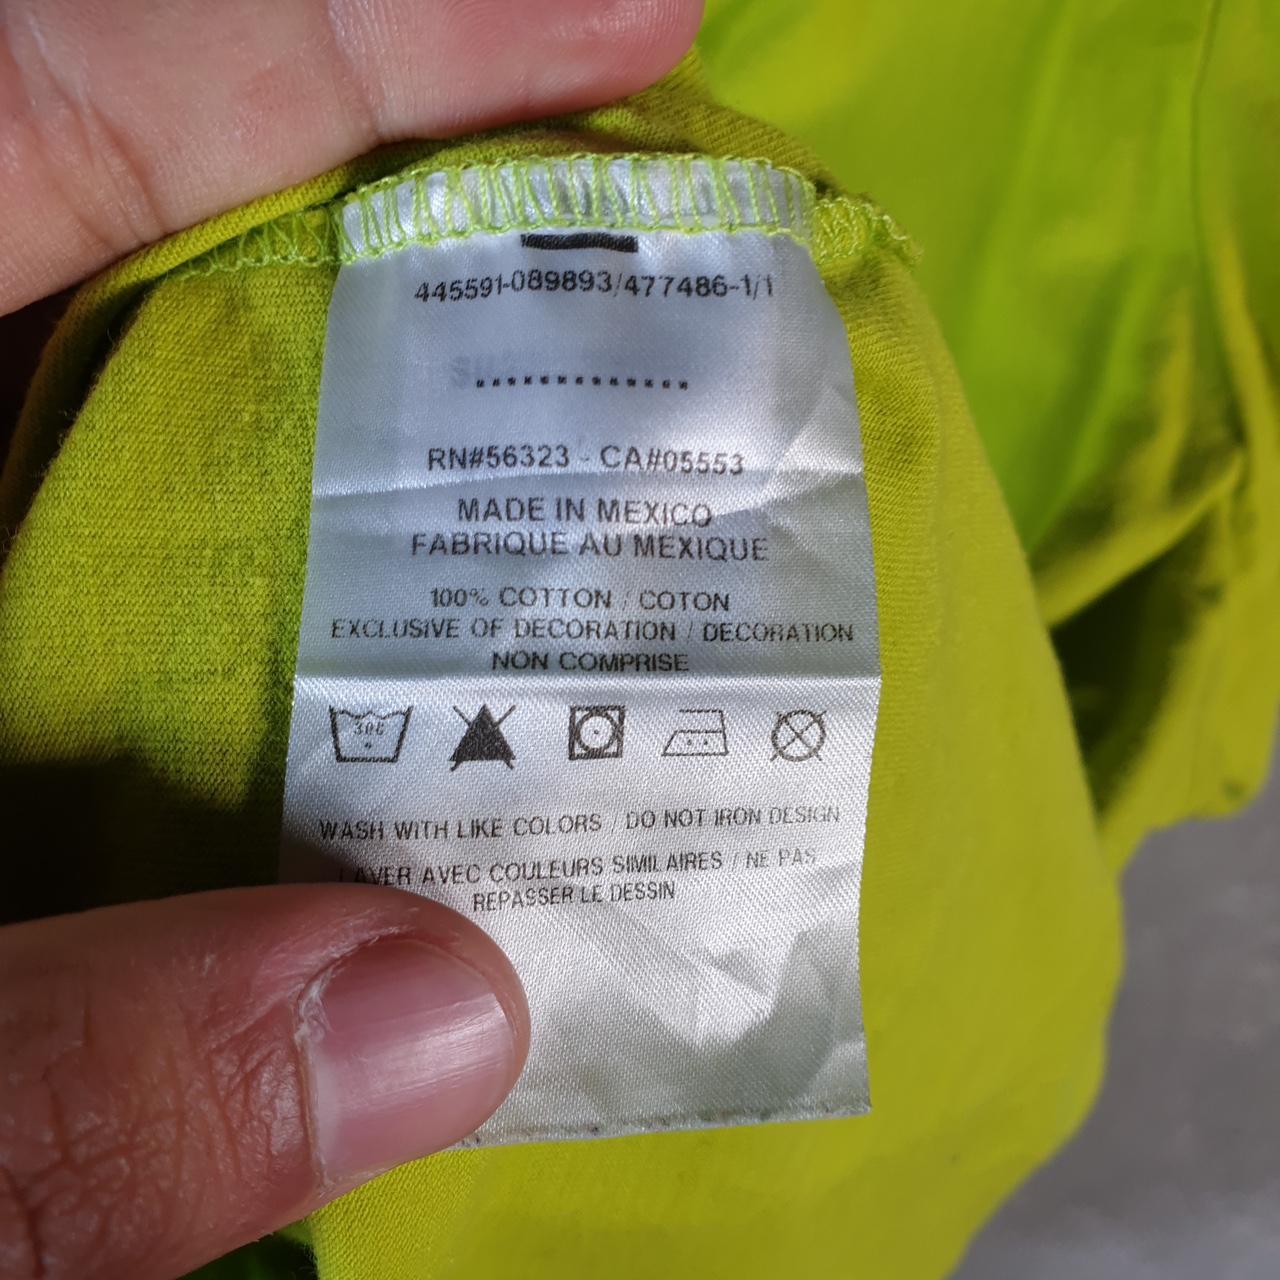 445591-089893/477486-1/1
RN#56323 - CA#05553
MADE IN MEXICO
FABRIQUE AU MEXIQUE
100% COTTON / COTON
EXCLUSIVE OF DECORATION / DECORATION
NON COMPRISE
30C
WASH WITH LIKE COLORS / DO NOT IRON DESIGN
LAVER AVEC COULEURS SIMILAIRES / NE PAS
REPASSER LE DESSIN